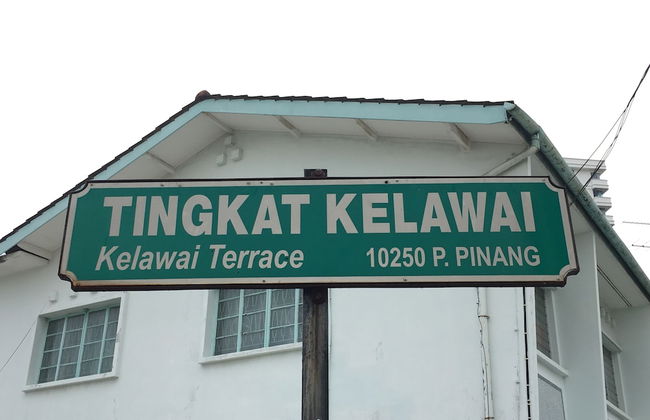 TINGKAT KELAWAI
Kelawai Terrace 10250 P. PINANG